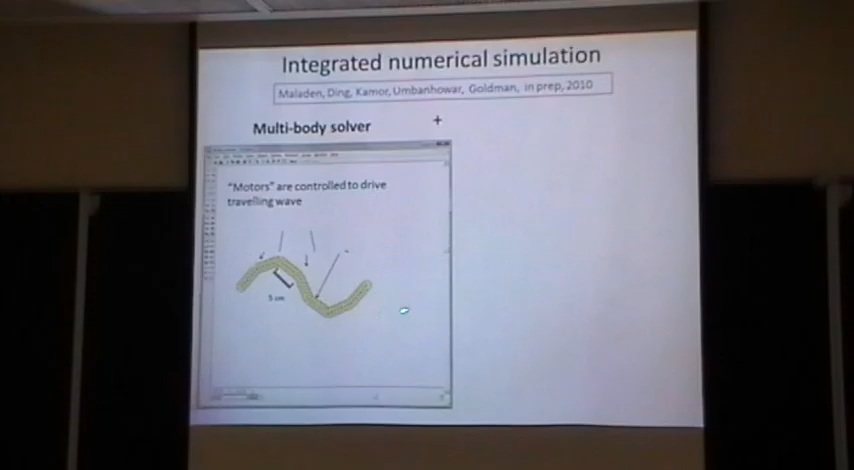 Integrated numerical simulation
Maladen, Ding, Kamor, Umbanhowar, Goldman, in prep, 2010
+
Multi-body solver
"Motors" are controlled to drive
travelling wave
5 cm